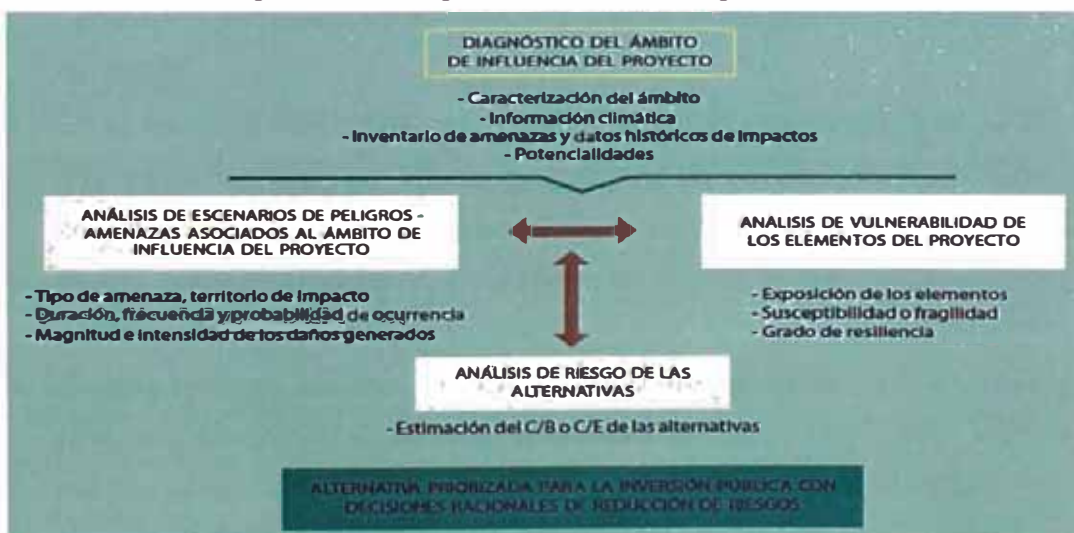 DIAGNÓSTICO DEL ÁMBITO
DE INFLUENCIA DEL PROYECTO
- Caracterización del ámbito
- Información climática
- Inventario de amenazas y datos históricos de impactos
- Potencialidades
ANÁLISIS DE ESCENARIOS DE PELIGROS -
AMENAZAS ASOCIADOS AL ÁMBITO DE
INFLUENCIA DEL PROYECTO
- Tipo de amenaza, territorio de impacto
- Duración, frecuencia y probabilidad de ocurrencia
- Magnitud e intensidad de los daños generados
ANÁLISIS DE VULNERABILIDAD DE
LOS ELEMENTOS DEL PROYECTO
- Exposición de los elementos
- Susceptibilidad o fragilidad
- Grado de resiliencia
ANÁLISIS DE RIESGO DE LAS
ALTERNATIVAS
- Estimación del C/B o C/E de las alternativas
ALTERNATIVA PRIORIZADA PARA LA INVERSIÓN PÚBLICA CON
DECISIONES RACIONALES DE REDUCCIÓN DE RIESGOS